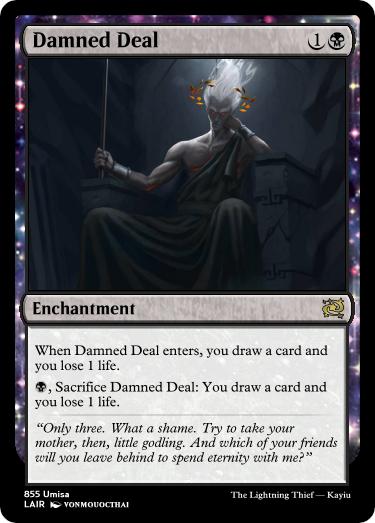 Damned Deal 1
Enchantment
When Damned Deal enters, you draw a card and
you lose 1 life.
, Sacrifice Damned Deal: You draw a card and
you lose 1 life.
“Only three. What a shame. Try to take your
mother, then, little godling. And which of your friends
will you leave behind to spend eternity with me?”
855 Umisa
LAIR VONMOUOCTHAI
The Lightning Thief — Kayiu